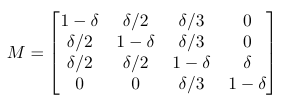 M = [ 1 − δ δ/2 δ/3 0
δ/2 1 − δ δ/3 0
δ/2 δ/2 1 − δ δ
0 0 δ/3 1 − δ ]